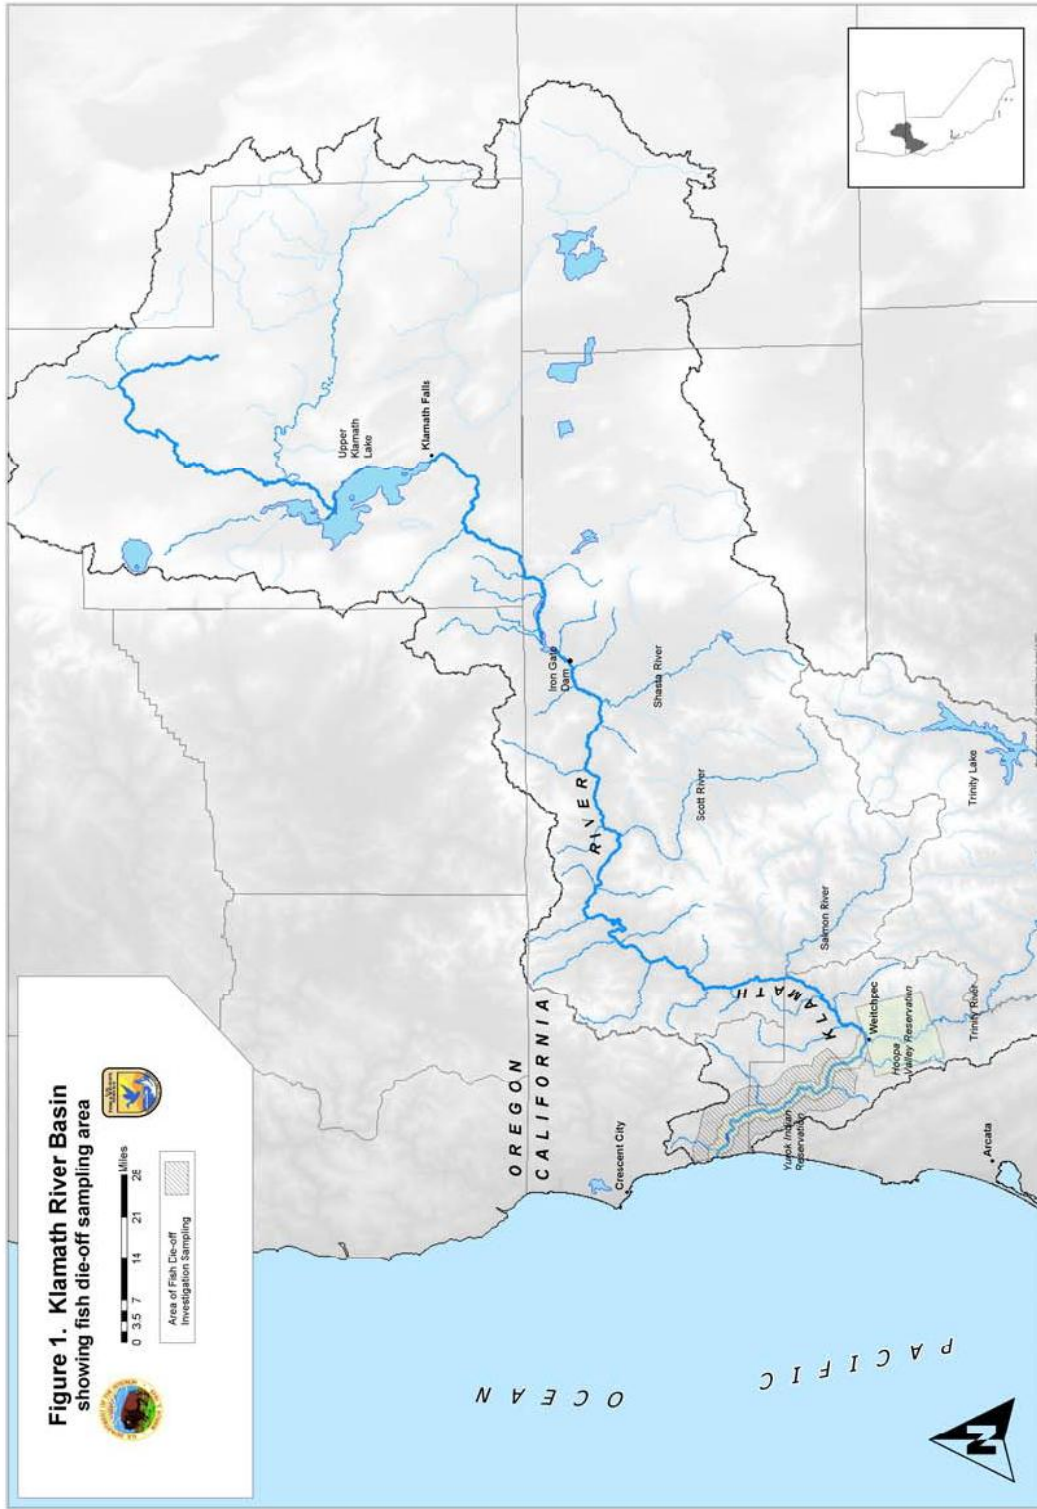 Figure 1. Klamath River Basin
showing fish die-off sampling area
0 3.5 7 14 21 28
Miles
Area of Fish Die-off
Investigation Sampling
OREGON
CALIFORNIA
Upper
Klamath
Lake
Klamath Falls
Iron Gate
Dam
Shasta River
Scott River
KLAMATH RIVER
Salmon River
Trinity Lake
Crescent City
Weitchpec
Hoopa
Valley Reservation
Trinity River
Yurok Indian
Reservation
Arcata
PACIFIC OCEAN
N